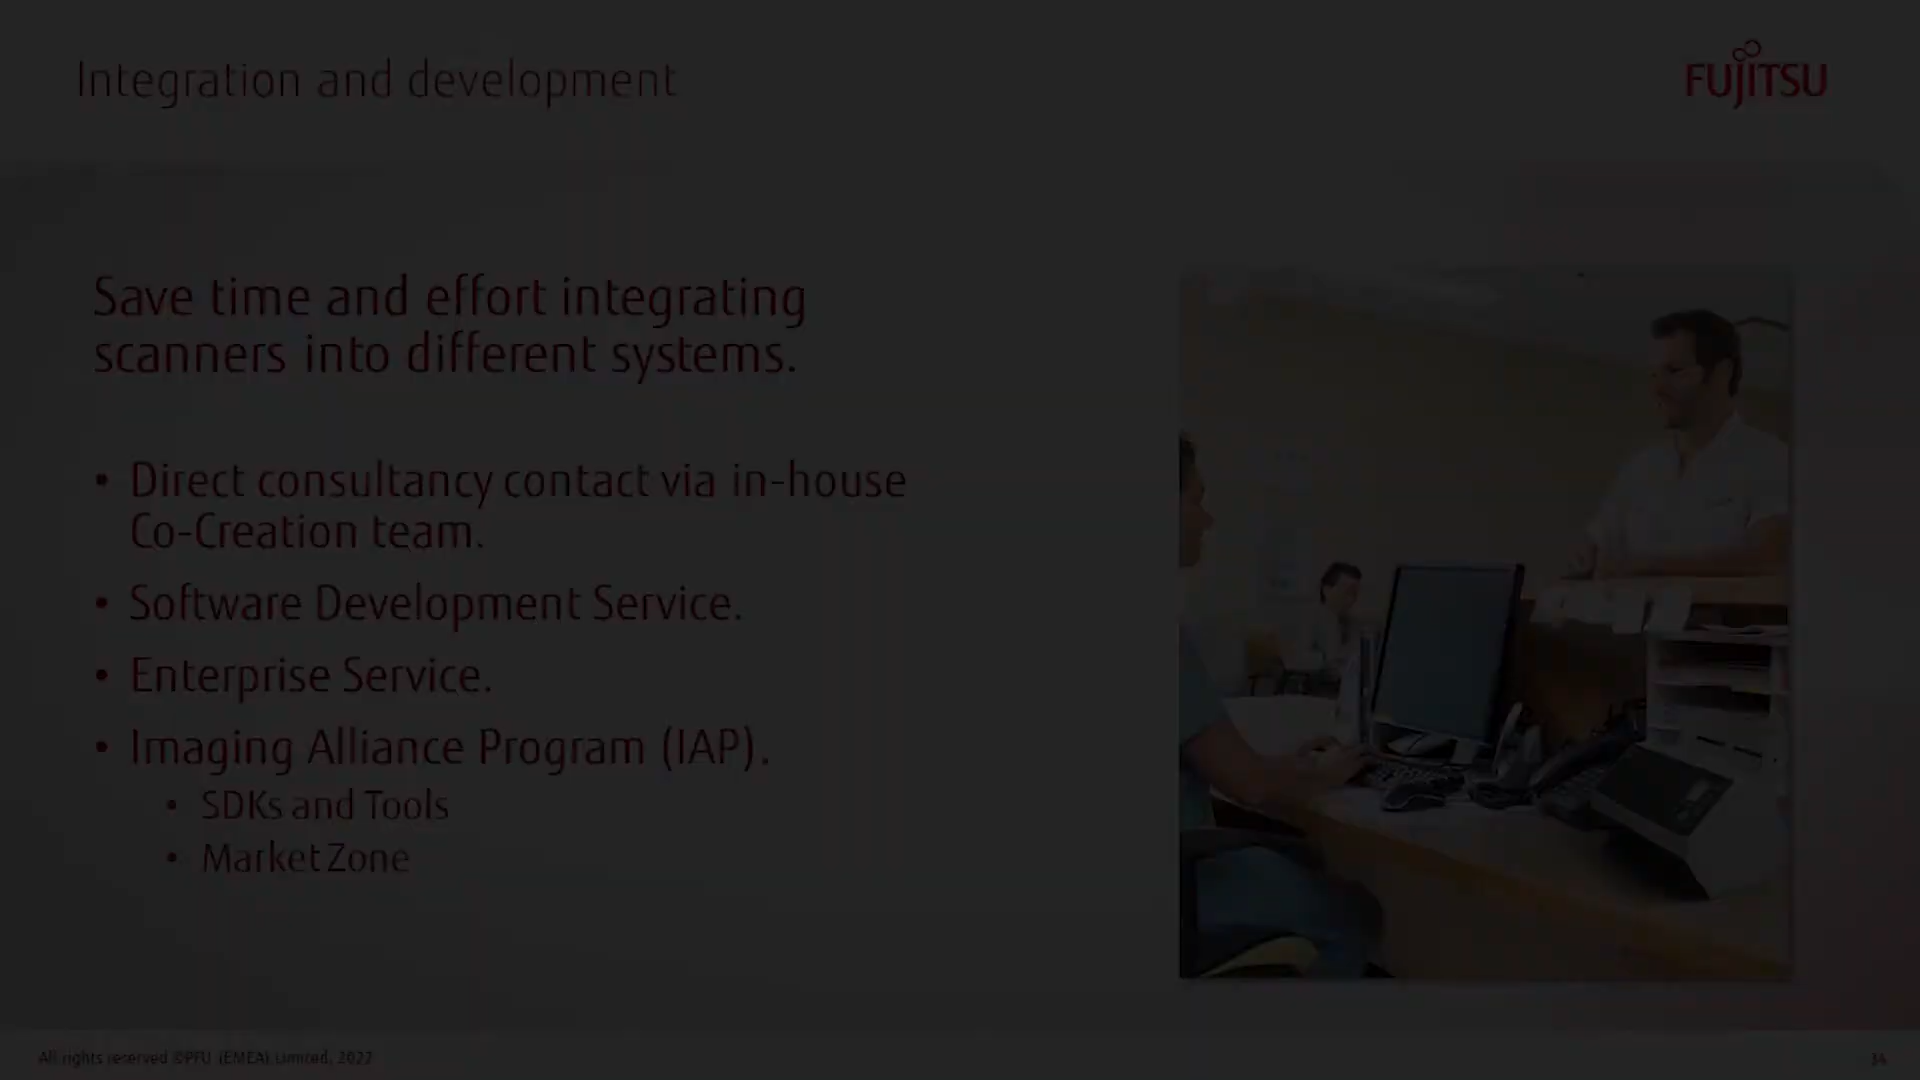 Integration and development
FUJITSU
Save time and effort integrating
scanners into different systems.
• Direct consultancy contact via in-house
Co-Creation team.
• Software Development Service.
• Enterprise Service.
• Imaging Alliance Program (IAP).
• SDKs and Tools
• Market Zone
All rights reserved ©PFU (EMEA) Limited, 2022
34